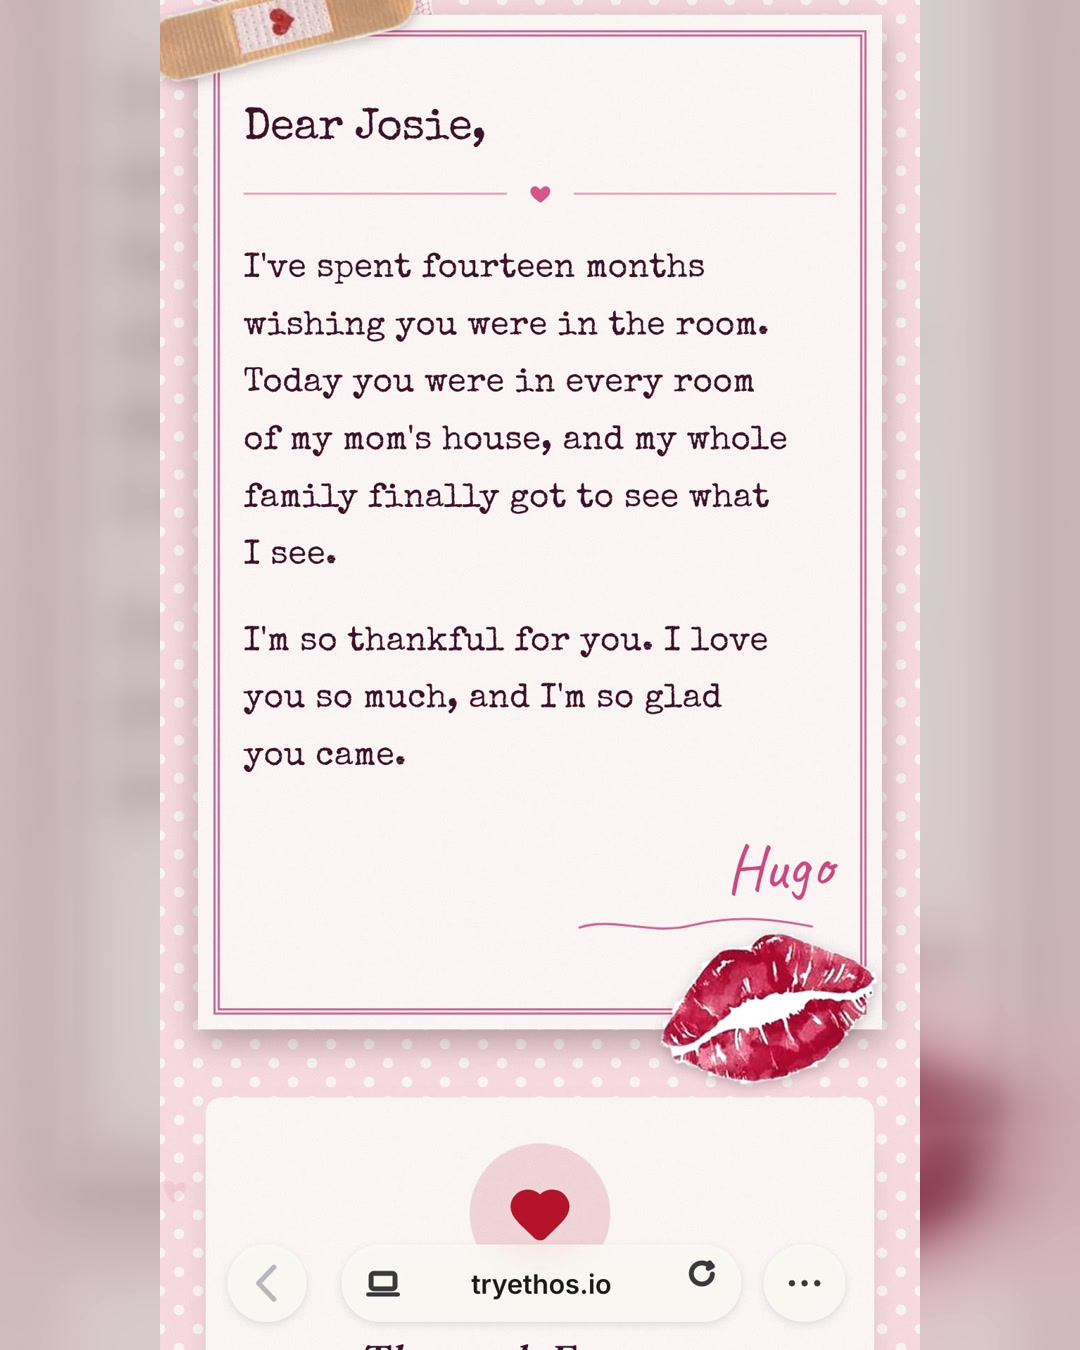 Dear Josie,
I've spent fourteen months
wishing you were in the room.
Today you were in every room
of my mom's house, and my whole
family finally got to see what
I see.
I'm so thankful for you. I love
you so much, and I'm so glad
you came.
Hugo
tryethos.io